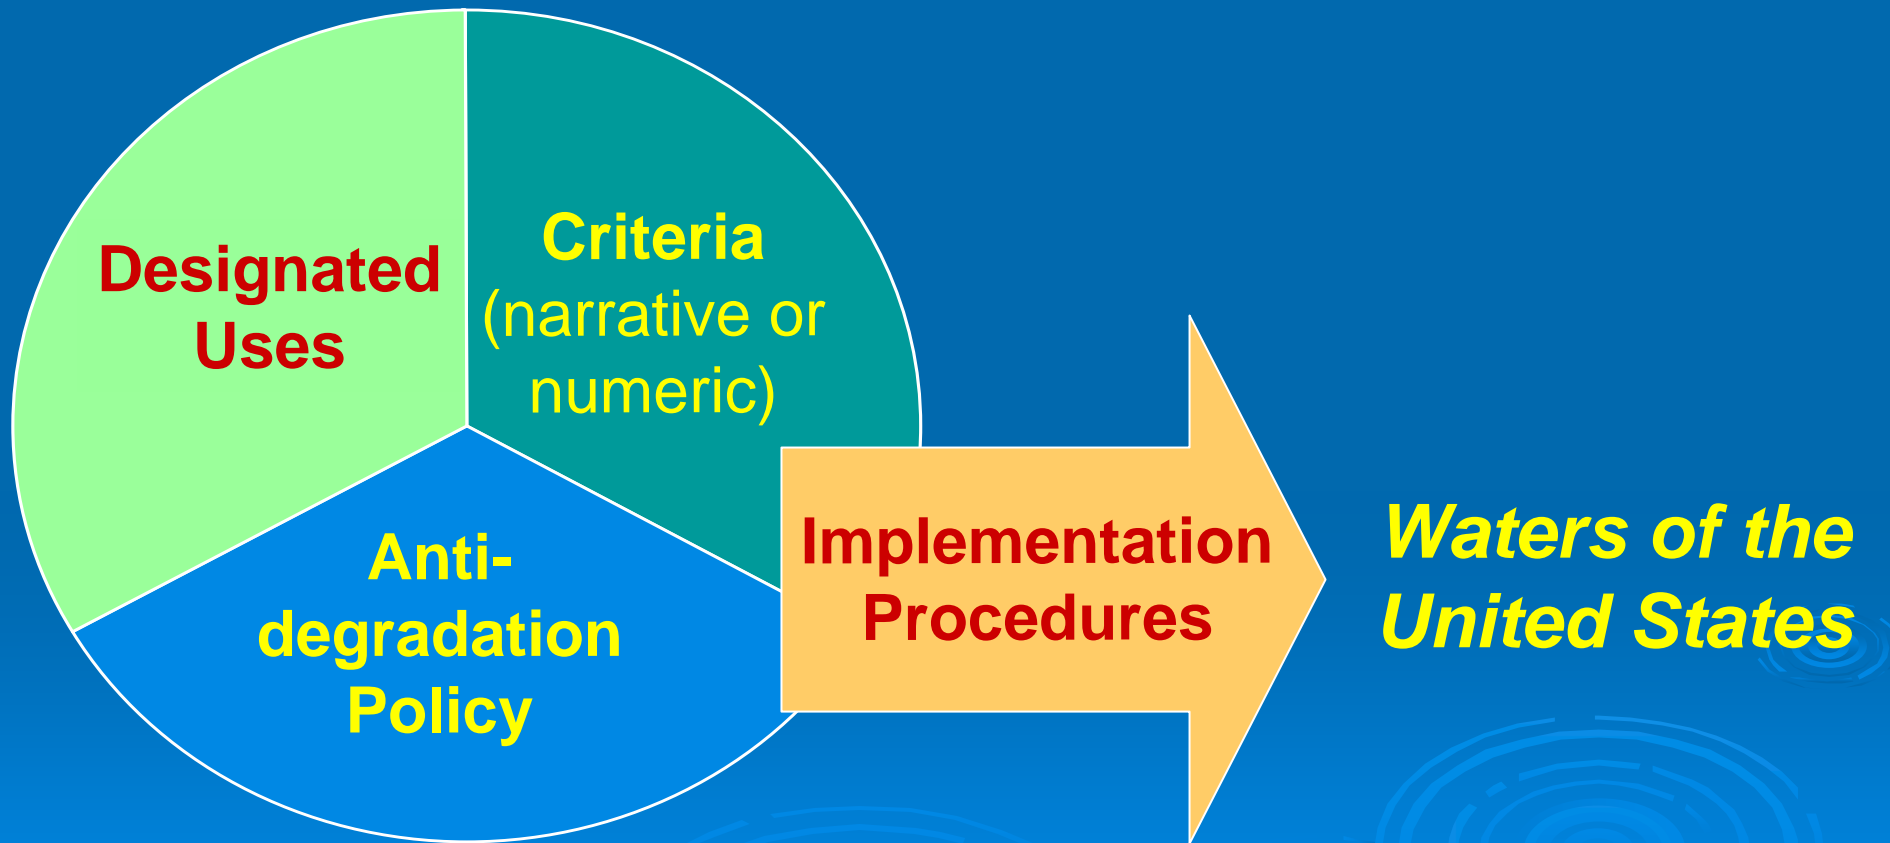 Designated
Uses
Criteria
(narrative or
numeric)
Anti-
degradation
Policy
Implementation
Procedures
Waters of the
United States